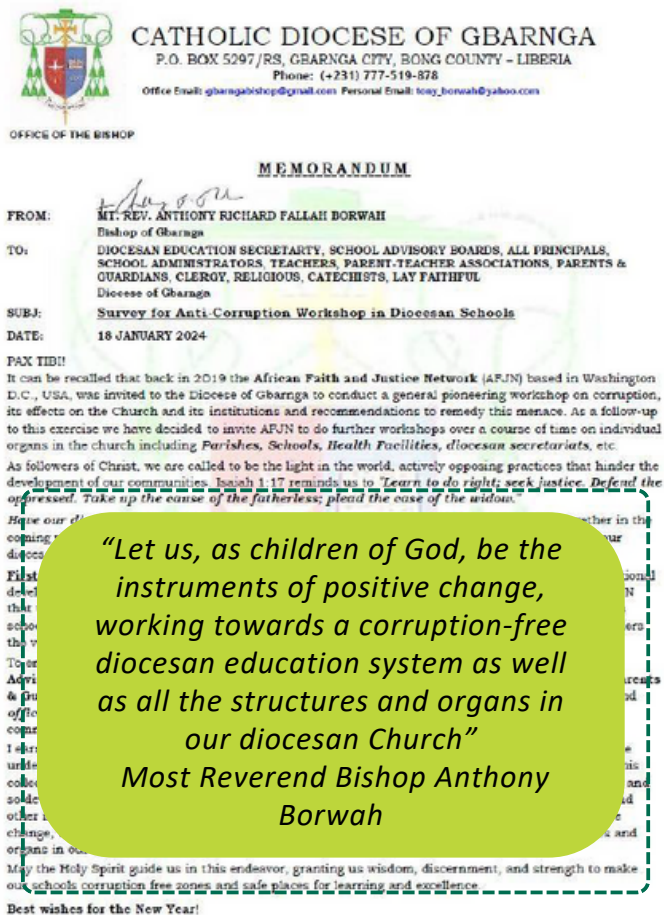 CATHOLIC DIOCESE OF GBARNGA
P.O. BOX 5297/RS, GBARNGA CITY, BONG COUNTY – LIBERIA
Phone: (+231) 777-519-878
Office Email: gbarngabishop@gmail.com Personal Email: tony_borwah@yahoo.com
OFFICE OF THE BISHOP
MEMORANDUM
FROM: MT. REV. ANTHONY RICHARD FALLAH BORWAH
Bishop of Gbarnga
TO: DIOCESAN EDUCATION SECRETARTY, SCHOOL ADVISORY BOARDS, ALL PRINCIPALS,
SCHOOL ADMINISTRATORS, TEACHERS, PARENT-TEACHER ASSOCIATIONS, PARENTS &
GUARDIANS, CLERGY, RELIGIOUS, CATECHISTS, LAY FAITHFUL
Diocese of Gbarnga
SUBJ: Survey for Anti-Corruption Workshop in Diocesan Schools
DATE: 18 JANUARY 2024
PAX TIBI!
It can be recalled that back in 2019 the African Faith and Justice Network (AFJN) based in Washington
D.C., USA, was invited to the Diocese of Gbarnga to conduct a general pioneering workshop on corruption,
its effects on the Church and its institutions and recommendations to remedy this menace. As a follow-up
to this exercise we have decided to invite AFJN to do further workshops over a course of time on individual
organs in the church including Parishes, Schools, Health Facilities, diocesan secretariats, etc.
As followers of Christ, we are called to be the light in the world, actively opposing practices that hinder the
development of our communities. Isaiah 1:17 reminds us to "Learn to do right; seek justice. Defend the
oppressed. Take up the cause of the fatherless; plead the case of the widow."
Have our
in the
coming
First
the
& Gu
change,
and
organs in
“Let us, as children of God, be the
instruments of positive change,
working towards a corruption-free
diocesan education system as well
as all the structures and organs in
our diocesan Church”
Most Reverend Bishop Anthony
Borwah
May the Holy Spirit guide us in this endeavor, granting us wisdom, discernment, and strength to make
our schools corruption free zones and safe places for learning and excellence.
Best wishes for the New Year!